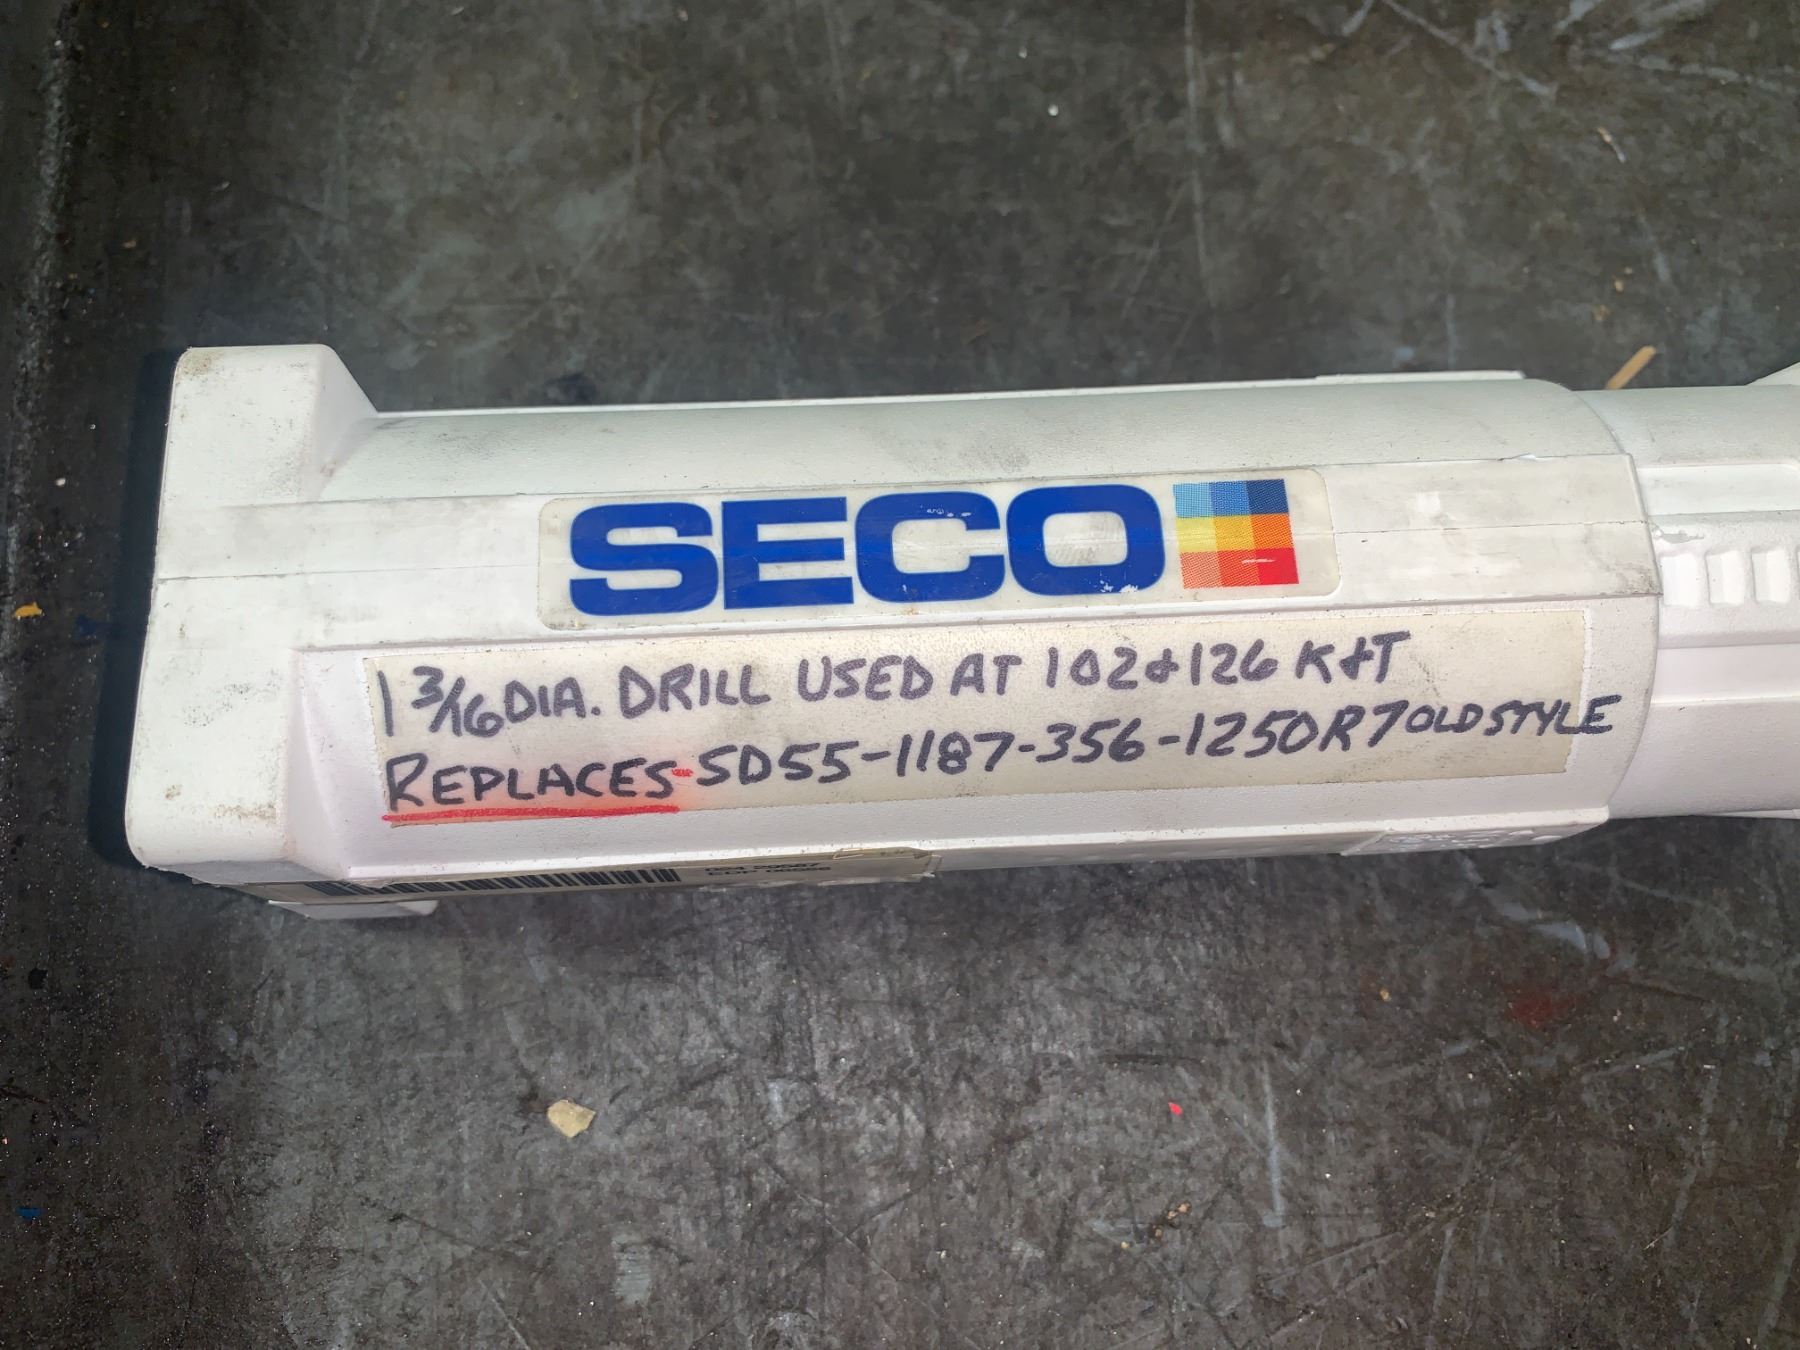 SECO
1 3/16 DIA. DRILL USED AT 102 & 126 K&T
REPLACES-SD55-1187-356-1250R7 OLD STYLE